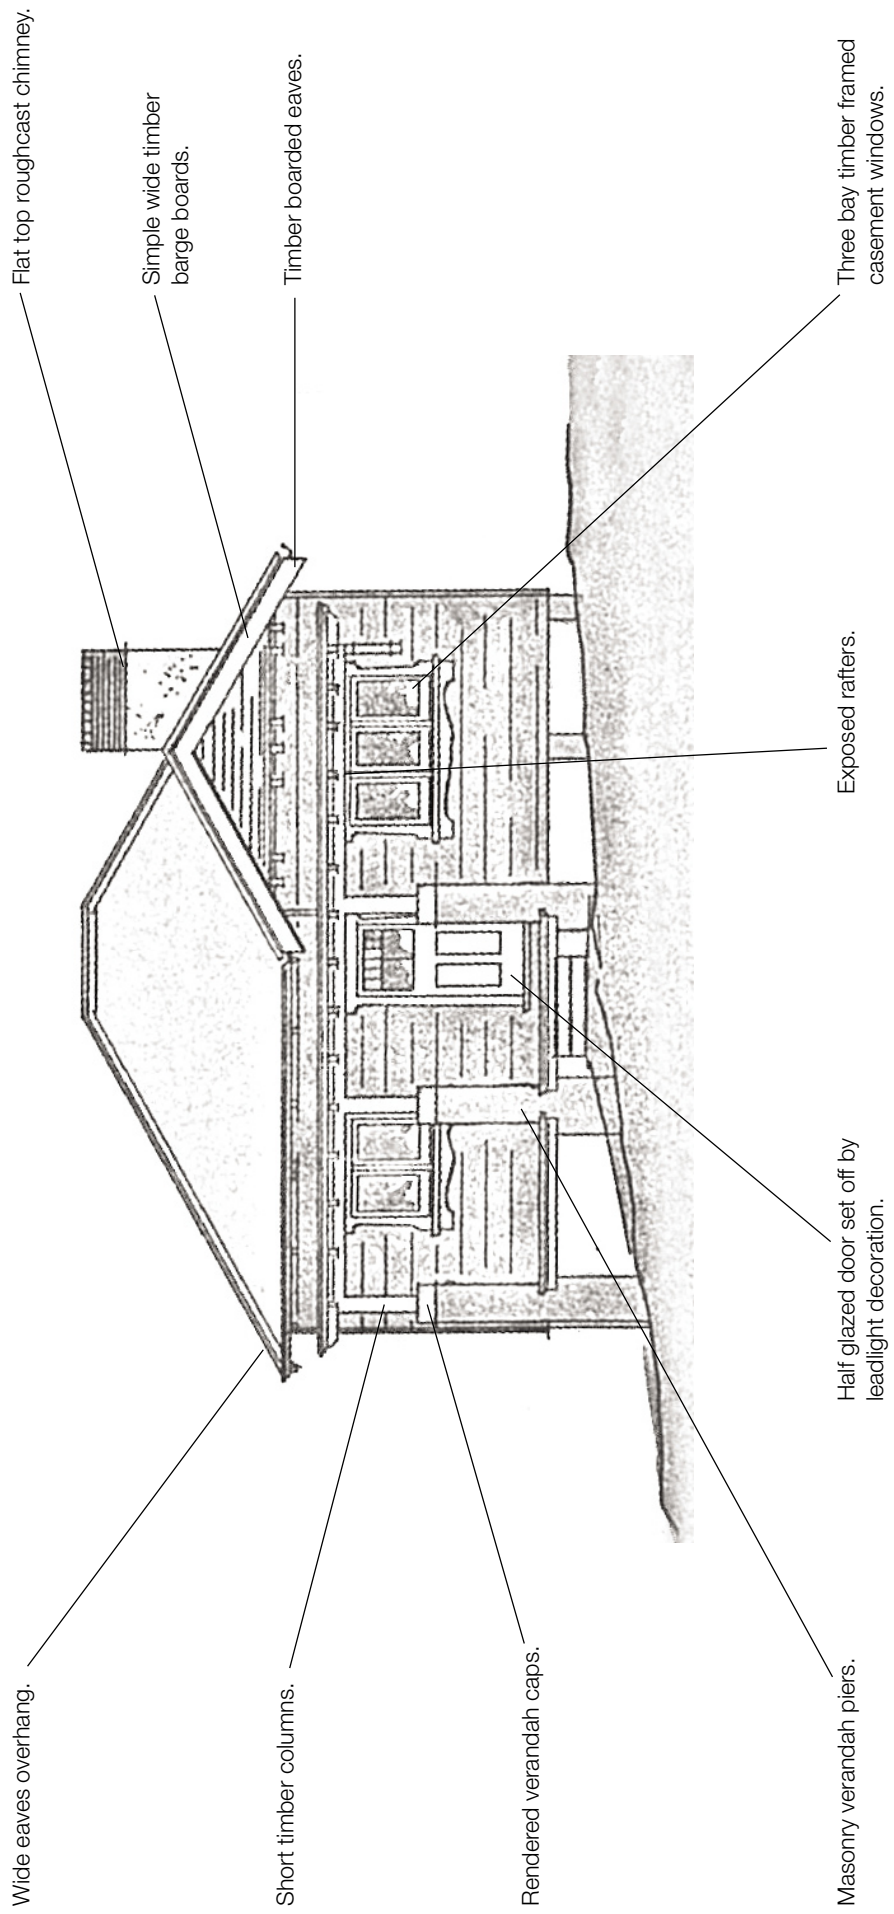 Wide eaves overhang.
Short timber columns.
Rendered verandah caps.
Masonry verandah piers.
Half glazed door set off by
leadlight decoration.
Exposed rafters.
Three bay timber framed
casement windows.
Timber boarded eaves.
Simple wide timber
barge boards.
Flat top roughcast chimney.